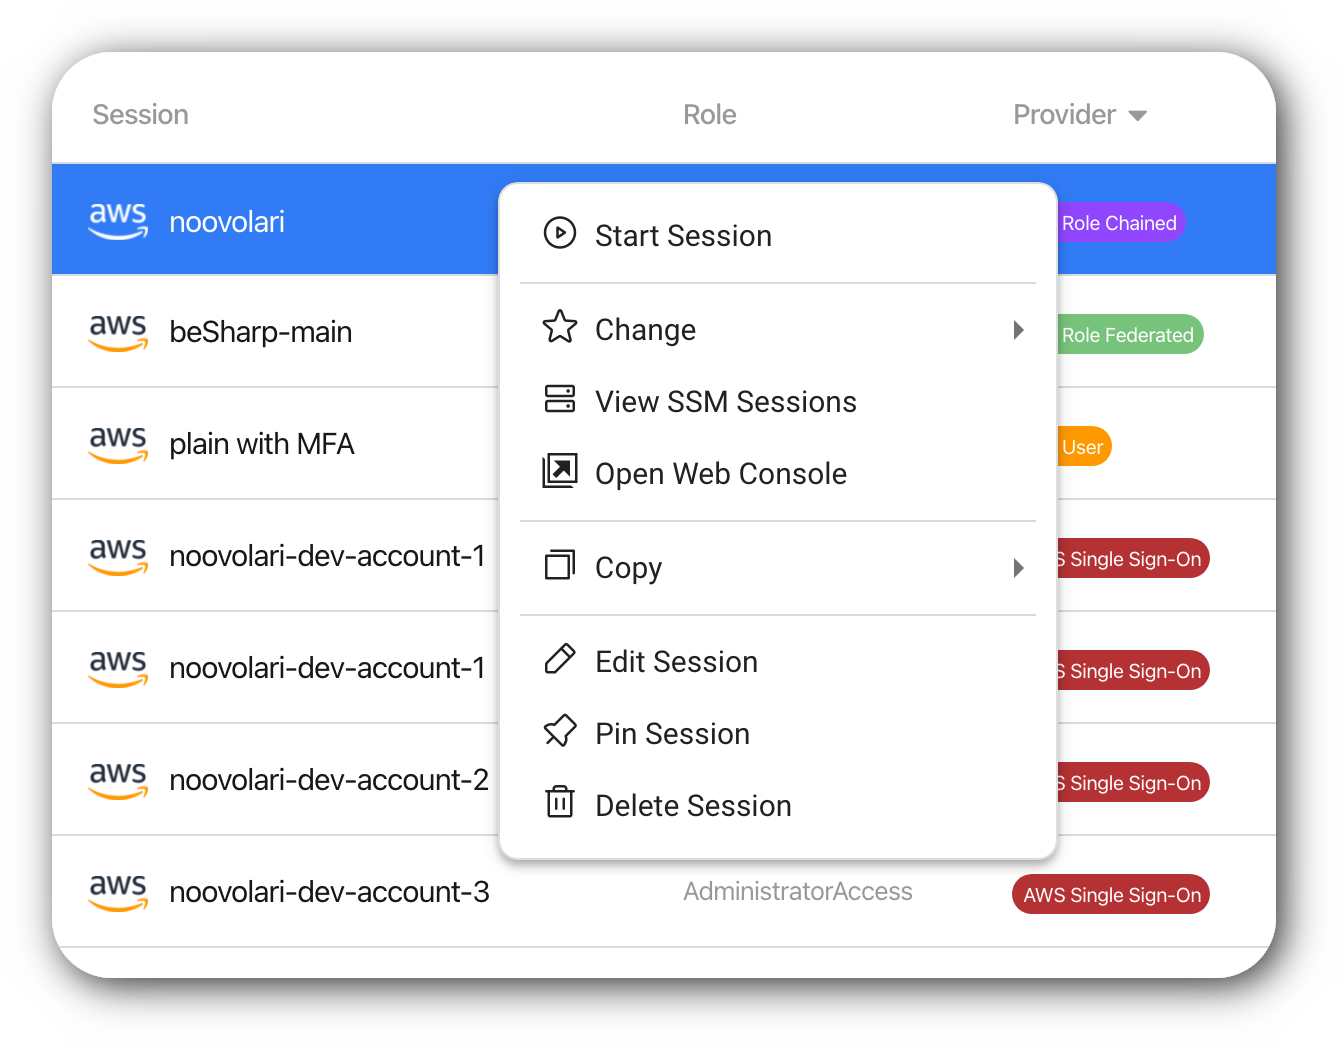 Session Role Provider
aws noovolari Role Chained
Start Session
aws beSharp-main Role Federated
Change
View SSM Sessions
aws plain with MFA User
Open Web Console
aws noovolari-dev-account-1 S Single Sign-On
Copy
aws noovolari-dev-account-1 S Single Sign-On
Edit Session
Pin Session
aws noovolari-dev-account-2 S Single Sign-On
Delete Session
aws noovolari-dev-account-3 AdministratorAccess AWS Single Sign-On